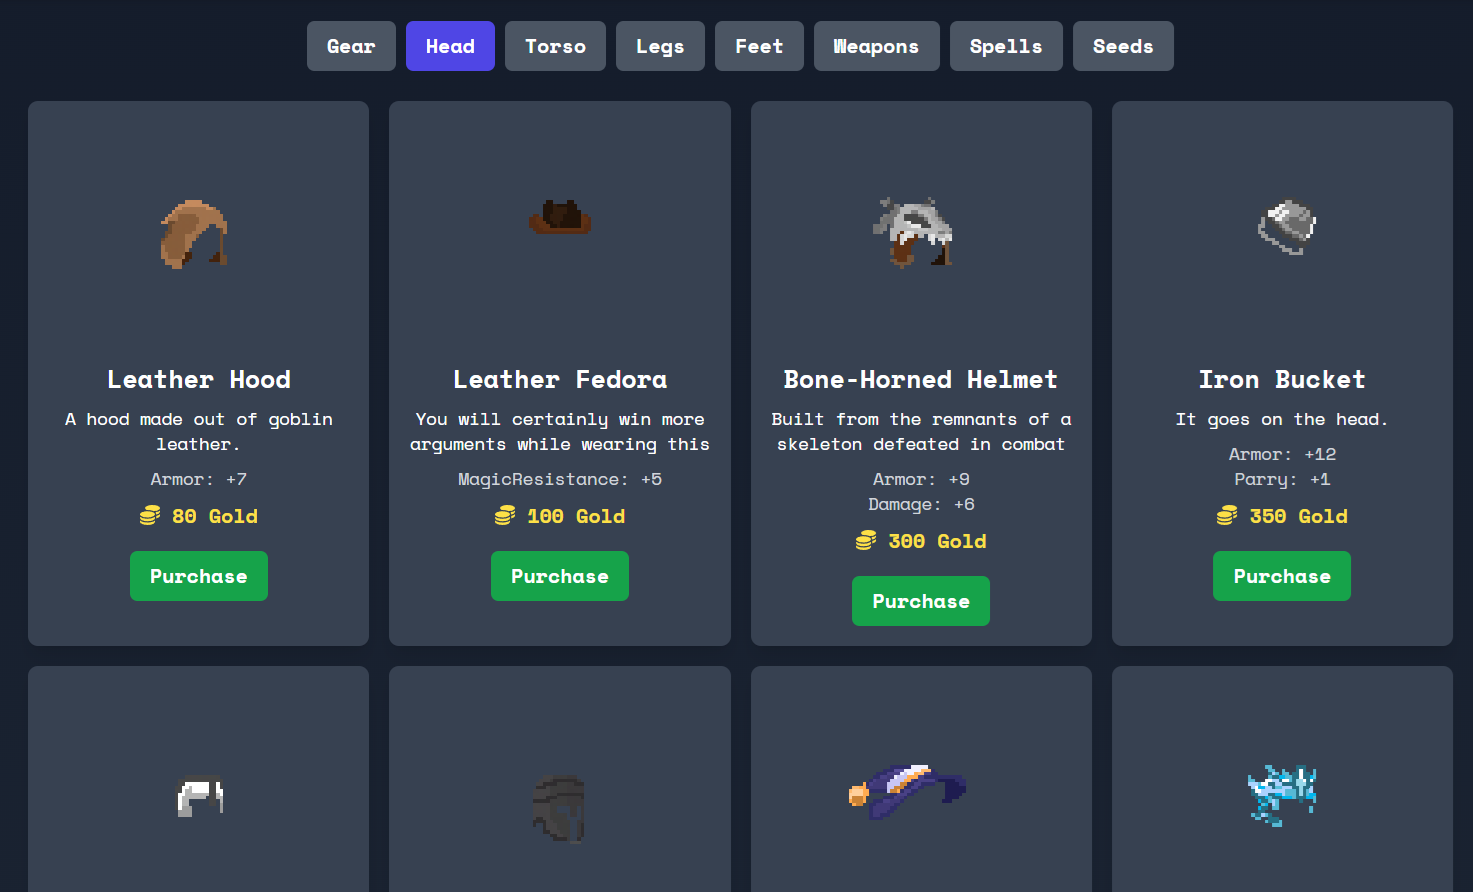 Gear Head Torso Legs Feet Weapons Spells Seeds
Leather Hood
A hood made out of goblin
leather.
Armor: +7
80 Gold
Purchase
Leather Fedora
You will certainly win more
arguments while wearing this
MagicResistance: +5
100 Gold
Purchase
Bone-Horned Helmet
Built from the remnants of a
skeleton defeated in combat
Armor: +9
Damage: +6
300 Gold
Purchase
Iron Bucket
It goes on the head.
Armor: +12
Parry: +1
350 Gold
Purchase